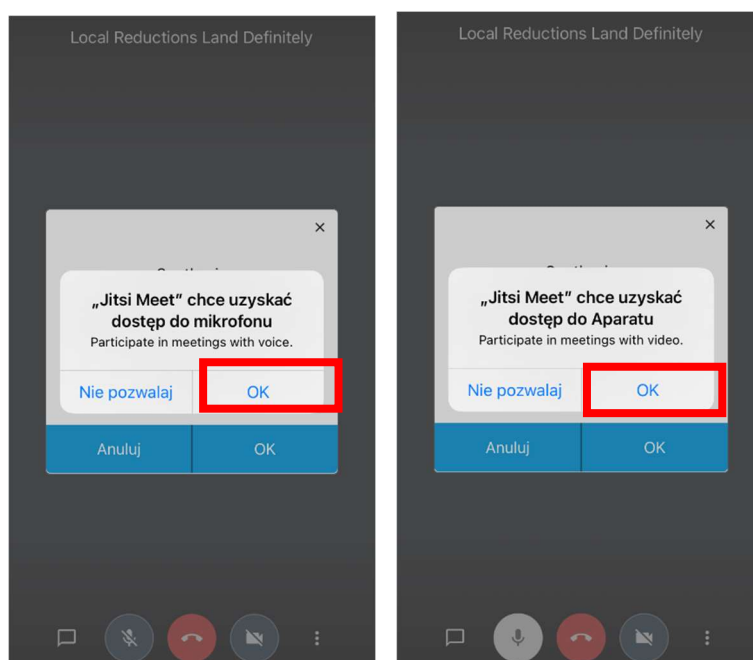 Local Reductions Land Definitely
„Jitsi Meet” chce uzyskać
dostęp do mikrofonu
Participate in meetings with voice.
Nie pozwalaj
OK
Anuluj
OK
Local Reductions Land Definitely
„Jitsi Meet” chce uzyskać
dostęp do Aparatu
Participate in meetings with video.
Nie pozwalaj
OK
Anuluj
OK